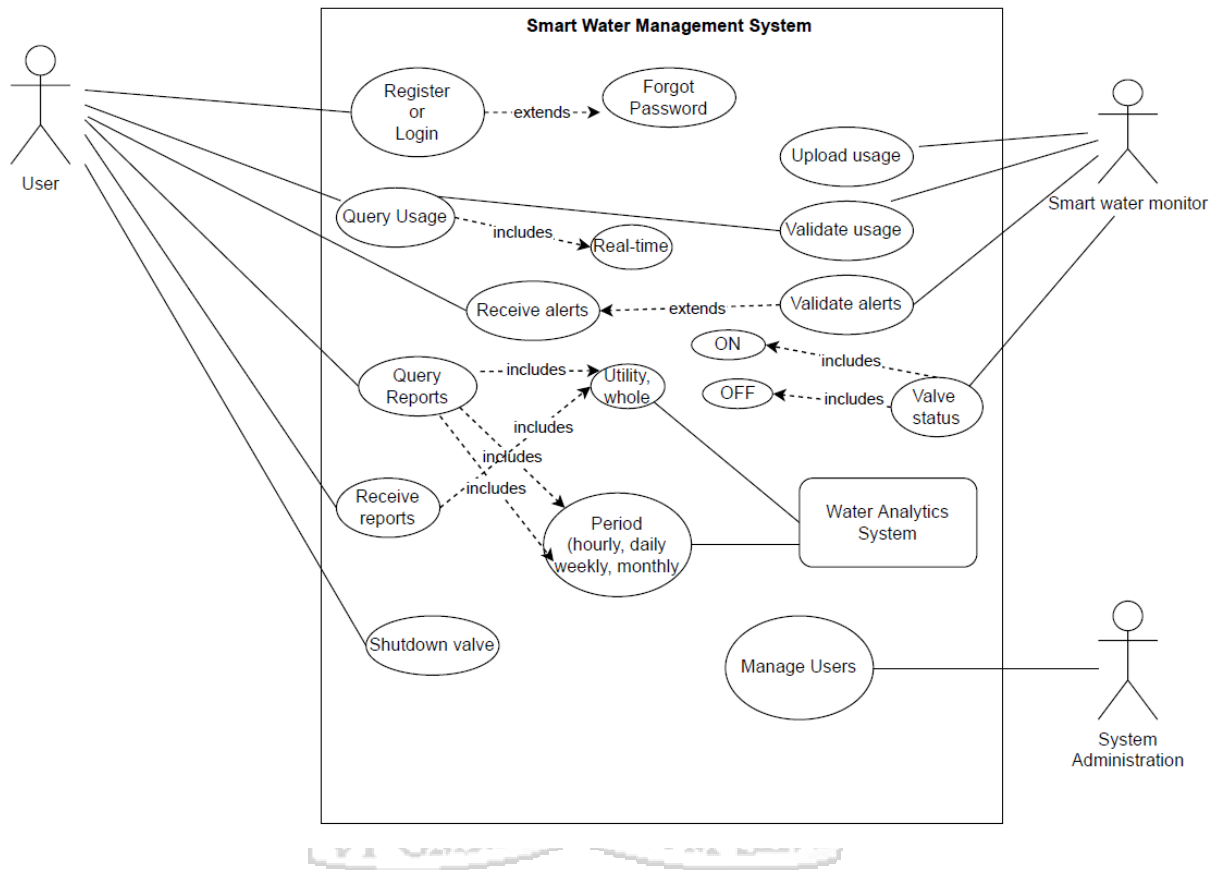 Smart Water Management System
User
Register
or
Login
extends
Forgot
Password
Upload usage
Smart water monitor
Query Usage
includes
Real-time
Validate usage
Receive alerts
extends
Validate alerts
ON
includes
OFF
includes
Valve
status
Query
Reports
includes
Utility,
whole
includes
includes
includes
Receive
reports
Period
(hourly, daily
weekly, monthly
Water Analytics
System
Shutdown valve
Manage Users
System
Administration